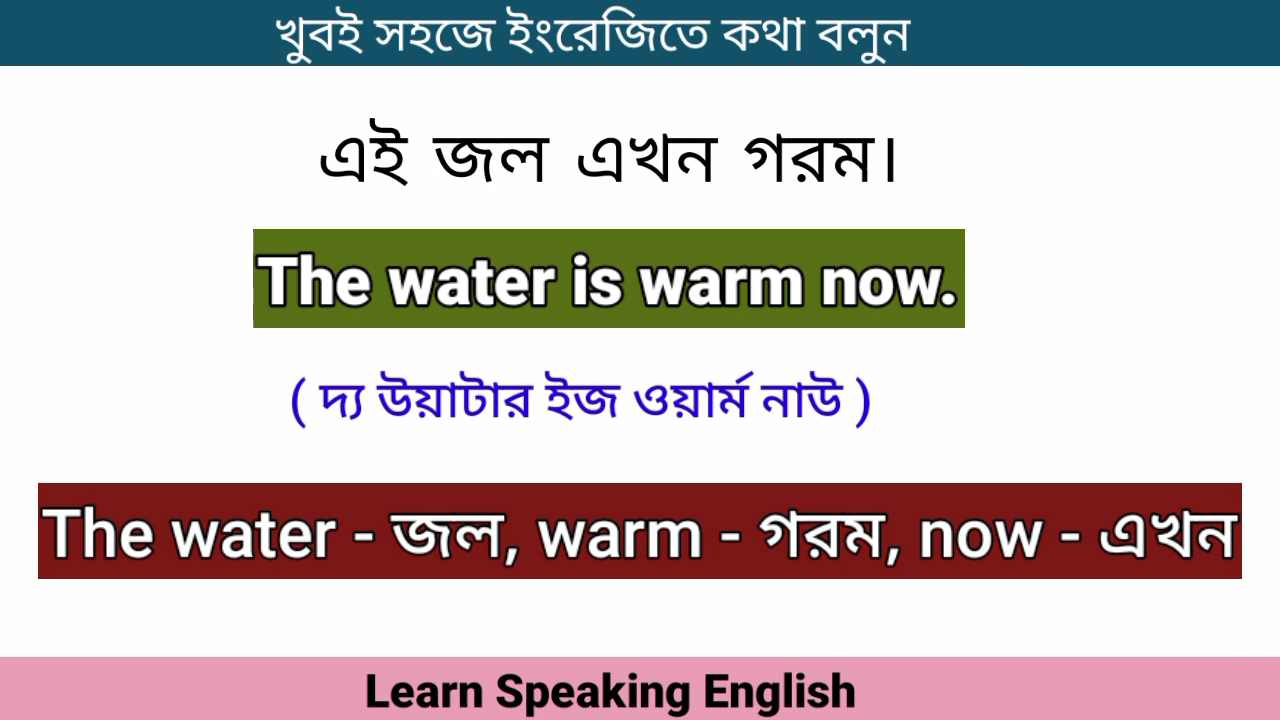 খুবই সহজে ইংরেজিতে কথা বলুন
এই জল এখন গরম।
The water is warm now.
( দ্য উয়াটার ইজ ওয়ার্ম নাউ )
The water - জল, warm - গরম, now - এখন
Learn Speaking English